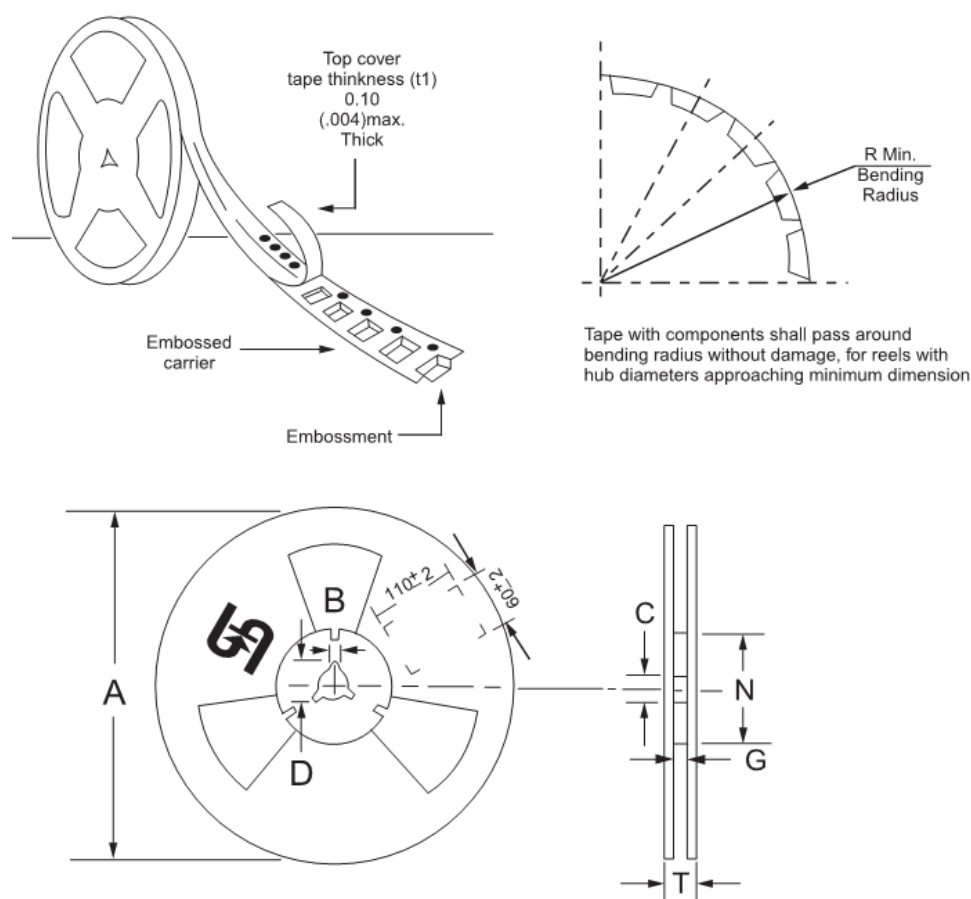 Top cover
tape thinkness (t1)
0.10
(.004)max.
Thick
R Min.
Bending
Radius
Embossed
carrier
Tape with components shall pass around
bending radius without damage, for reels with
hub diameters approaching minimum dimension
Embossment
110±2
60±2
B
C
A
N
D
G
T